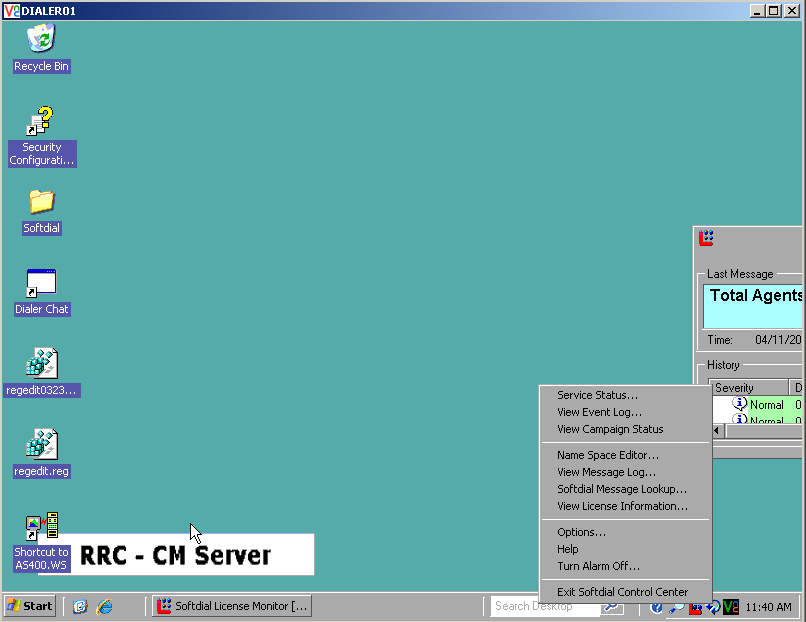 DIALER01
Recycle Bin
Security
Configurati...
Softdial
Dialer Chat
regedit0323...
regedit.reg
Shortcut to
AS400.WS
RRC - CM Server
Last Message
Total Agents
Time: 04/11/20
History
Severity D
Normal 0
Normal 0
Service Status...
View Event Log...
View Campaign Status
Name Space Editor...
View Message Log...
Softdial Message Lookup...
View License Information...
Options...
Help
Turn Alarm Off...
Exit Softdial Control Center
Start
Softdial License Monitor [...
Search Desktop
11:40 AM